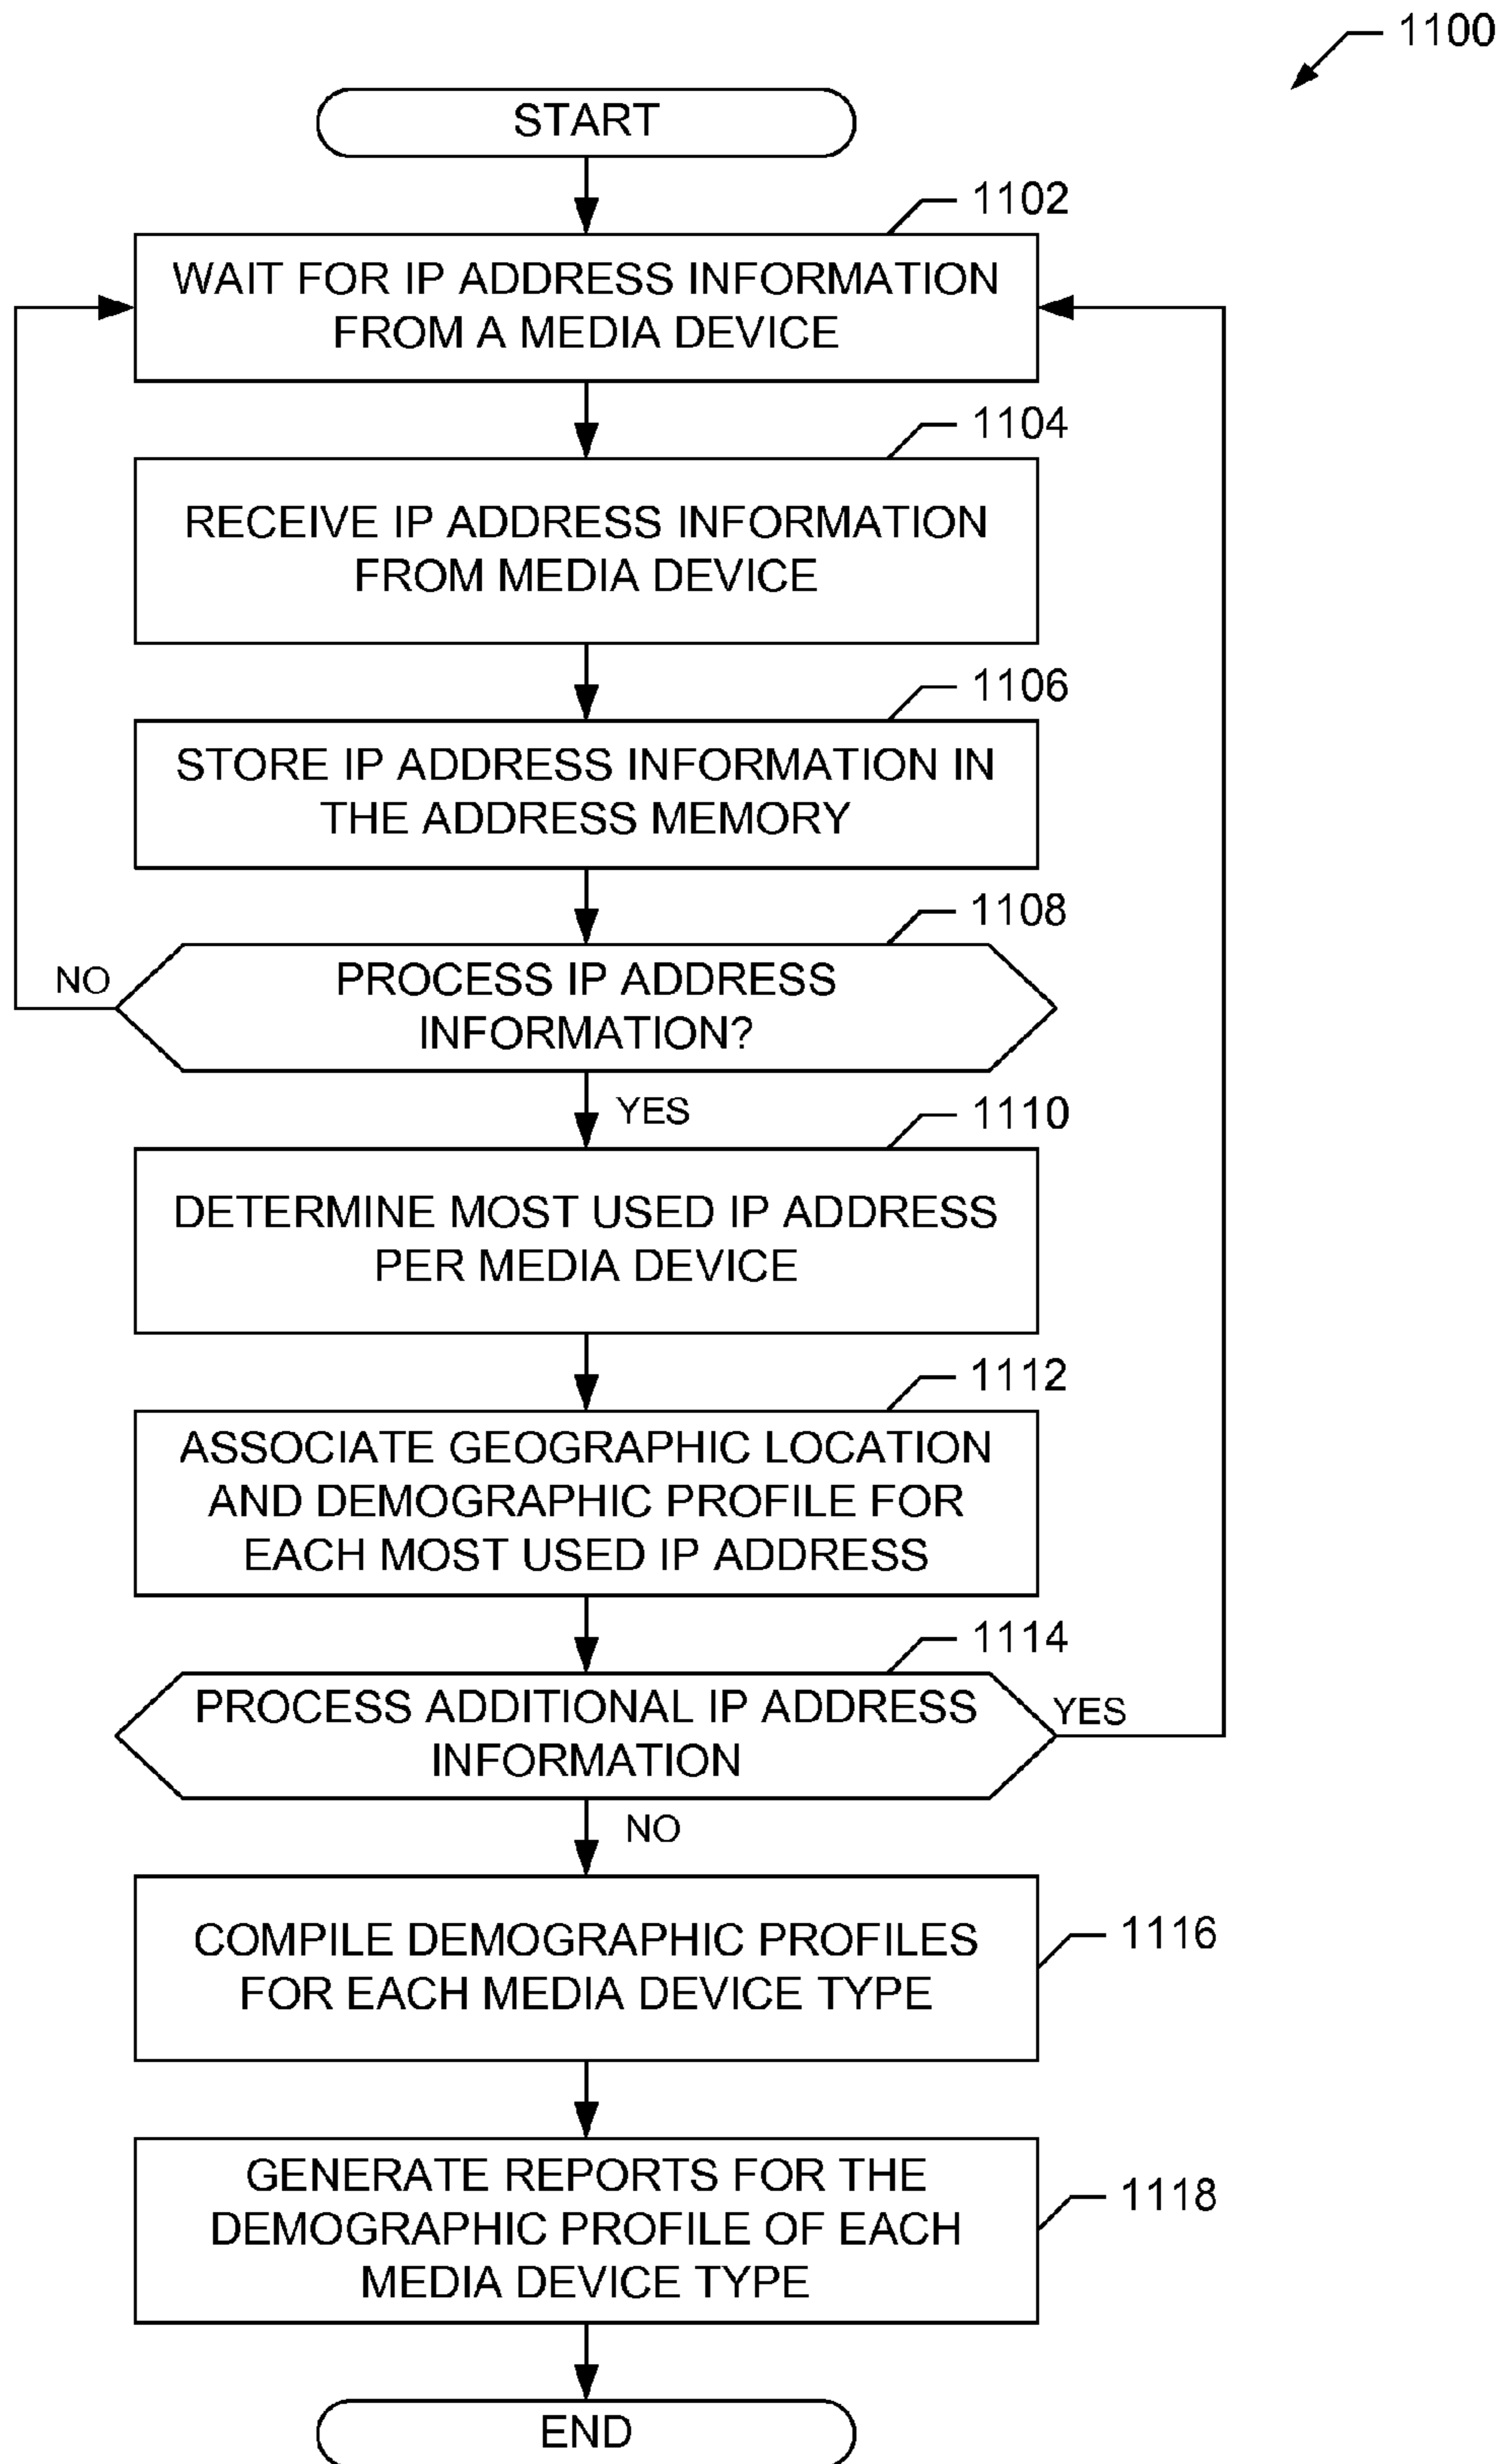 1100
START
1102
WAIT FOR IP ADDRESS INFORMATION
FROM A MEDIA DEVICE
1104
RECEIVE IP ADDRESS INFORMATION
FROM MEDIA DEVICE
1106
STORE IP ADDRESS INFORMATION IN
THE ADDRESS MEMORY
1108
NO
PROCESS IP ADDRESS
INFORMATION?
YES
1110
DETERMINE MOST USED IP ADDRESS
PER MEDIA DEVICE
1112
ASSOCIATE GEOGRAPHIC LOCATION
AND DEMOGRAPHIC PROFILE FOR
EACH MOST USED IP ADDRESS
1114
PROCESS ADDITIONAL IP ADDRESS
INFORMATION
YES
NO
COMPILE DEMOGRAPHIC PROFILES
FOR EACH MEDIA DEVICE TYPE
1116
GENERATE REPORTS FOR THE
DEMOGRAPHIC PROFILE OF EACH
MEDIA DEVICE TYPE
1118
END